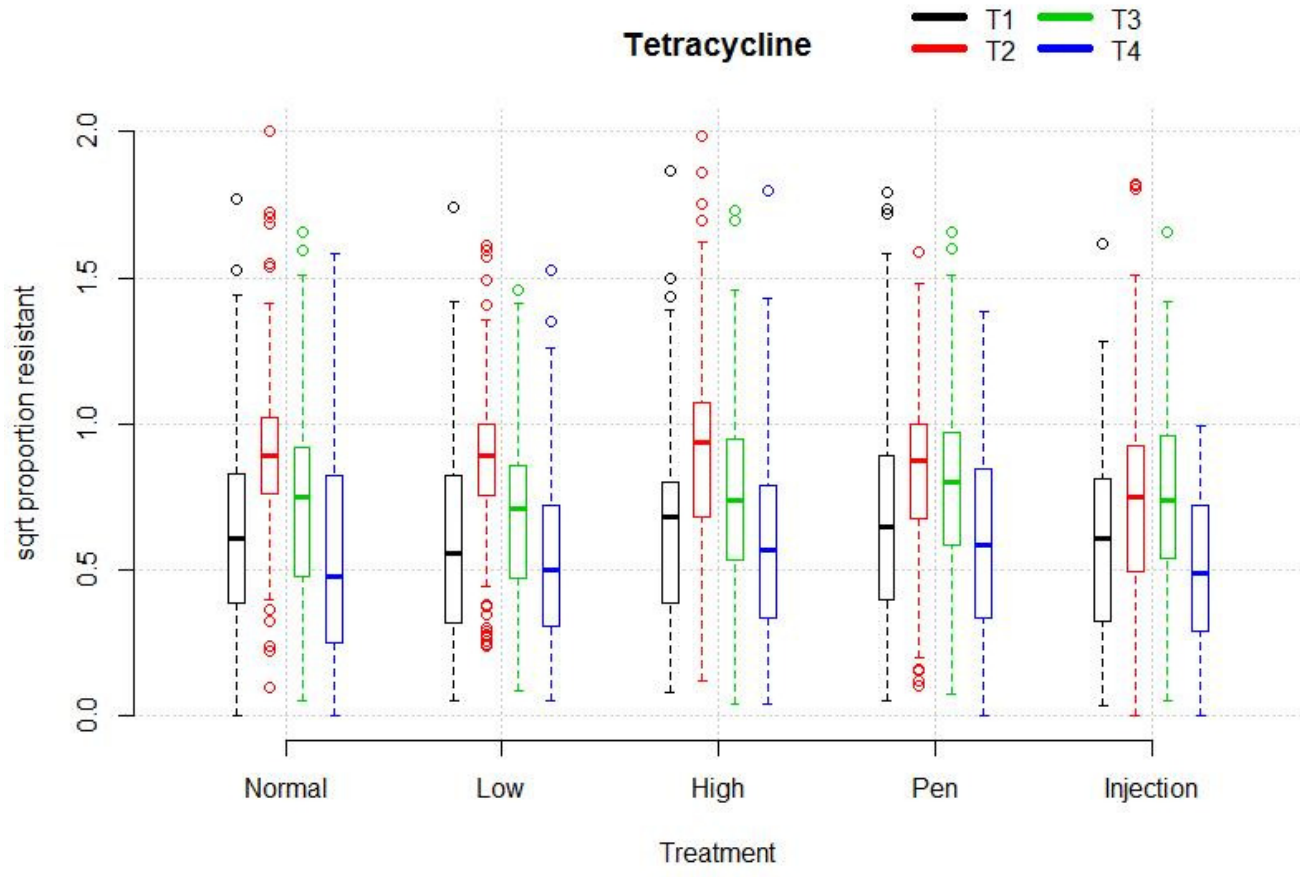 Tetracycline
T1 T3
T2 T4
sqrt proportion resistant
2.0
1.5
1.0
0.5
0.0
Normal Low High Pen Injection
Treatment